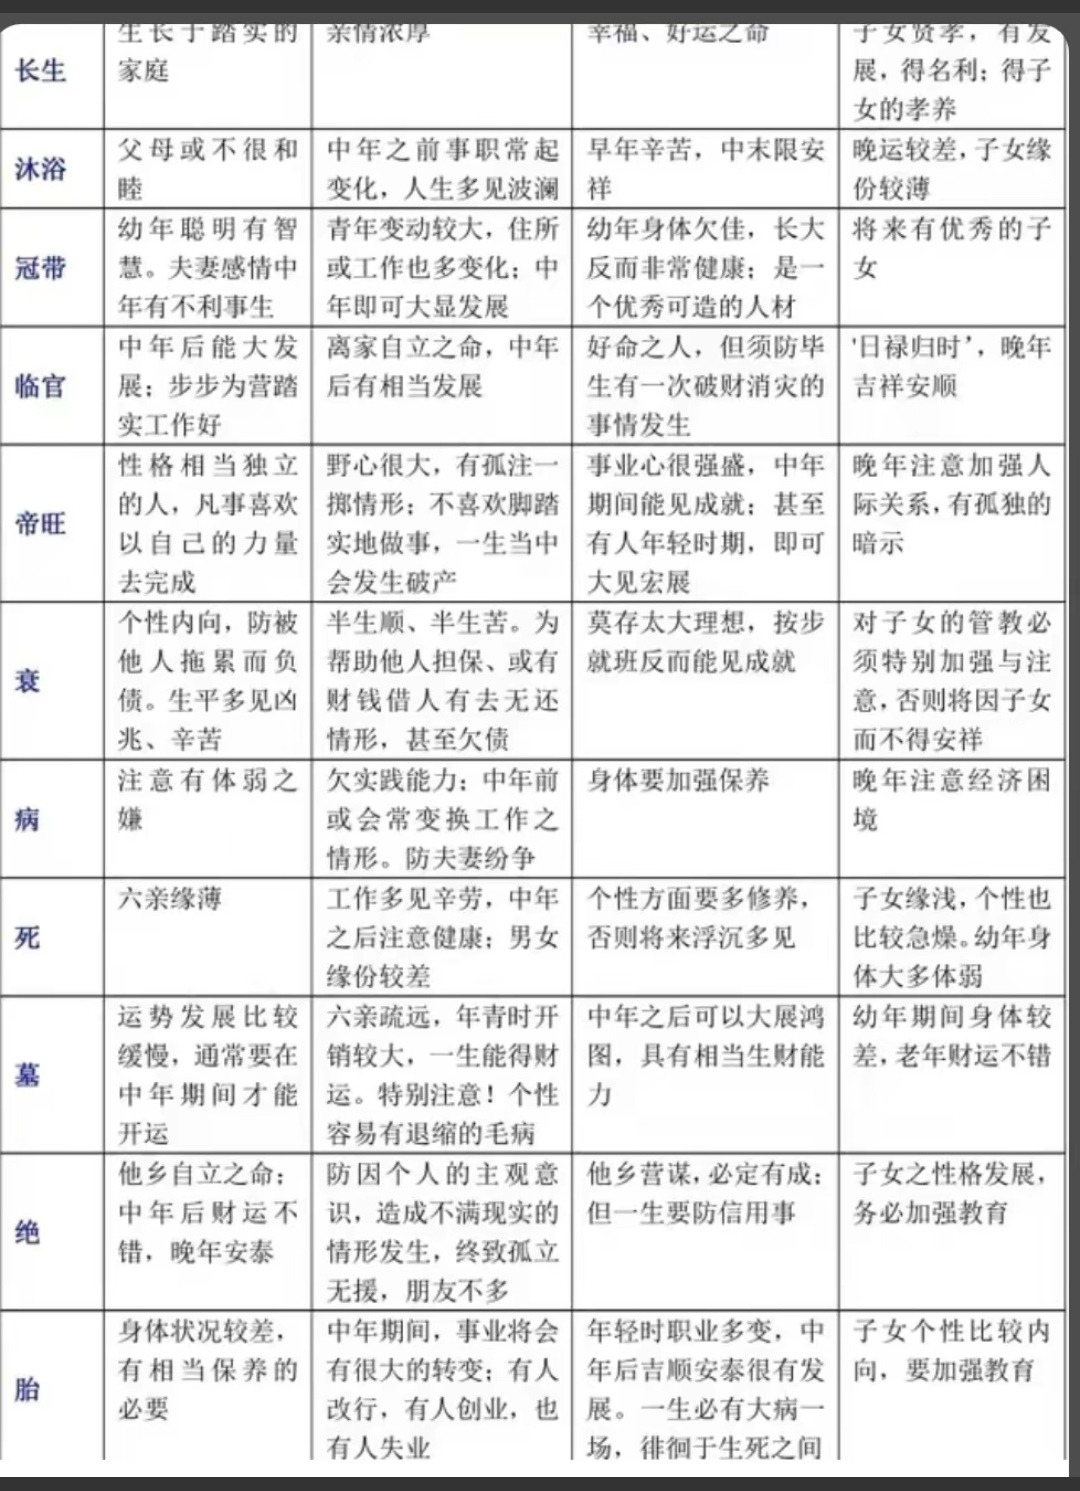 长生
生长于踏实的
家庭
亲情浓厚
幸福、好运之命
子女贤孝，有发
展，得名利；得子
女的孝养
沐浴
父母或不很和
睦
中年之前事职常起
变化，人生多见波澜
早年辛苦，中末限安
祥
晚运较差，子女缘
份较薄
冠带
幼年聪明有智
慧。夫妻感情中
年有不利事生
青年变动较大，住所
或工作也多变化；中
年即可大显发展
幼年身体欠佳，长大
反而非常健康；是一
个优秀可造的人材
将来有优秀的子
女
临官
中年后能大发
展；步步为营踏
实工作好
离家自立之命，中年
后有相当发展
好命之人，但须防毕
生有一次破财消灾的
事情发生
'日禄归时’，晚年
吉祥安顺
帝旺
性格相当独立
的人，凡事喜欢
以自己的力量
去完成
野心很大，有孤注一
掷情形；不喜欢脚踏
实地做事，一生当中
会发生破产
事业心很强盛，中年
期间能见成就；甚至
有人年轻时期，即可
大见宏展
晚年注意加强人
际关系，有孤独的
暗示
衰
个性内向，防被
他人拖累而负
债。生平多见凶
兆、辛苦
半生顺、半生苦。为
帮助他人担保、或有
财钱借人有去无还
情形，甚至欠债
莫存太大理想，按步
就班反而能见成就
对子女的管教必
须特别加强与注
意，否则将因子女
而不得安祥
病
注意有体弱之
嫌
欠实践能力；中年前
或会常变换工作之
情形。防夫妻纷争
身体要加强保养
晚年注意经济困
境
死
六亲缘薄
工作多见辛劳，中年
之后注意健康；男女
缘份较差
个性方面要多修养，
否则将来浮沉多见
子女缘浅，个性也
比较急燥。幼年身
体大多体弱
墓
运势发展比较
缓慢，通常要在
中年期间才能
开运
六亲疏远，年青时开
销较大，一生能得财
运。特别注意！个性
容易有退缩的毛病
中年之后可以大展鸿
图，具有相当生财能
力
幼年期间身体较
差，老年财运不错
绝
他乡自立之命；
中年后财运不
错，晚年安泰
防因个人的主观意
识，造成不满现实的
情形发生，终致孤立
无援，朋友不多
他乡营谋，必定有成；
但一生要防信用事
子女之性格发展，
务必加强教育
胎
身体状况较差，
有相当保养的
必要
中年期间，事业将会
有很大的转变；有人
改行，有人创业，也
有人失业
年轻时职业多变，中
年后吉顺安泰很有发
展。一生必有大病一
场，徘徊于生死之间
子女个性比较内
向，要加强教育